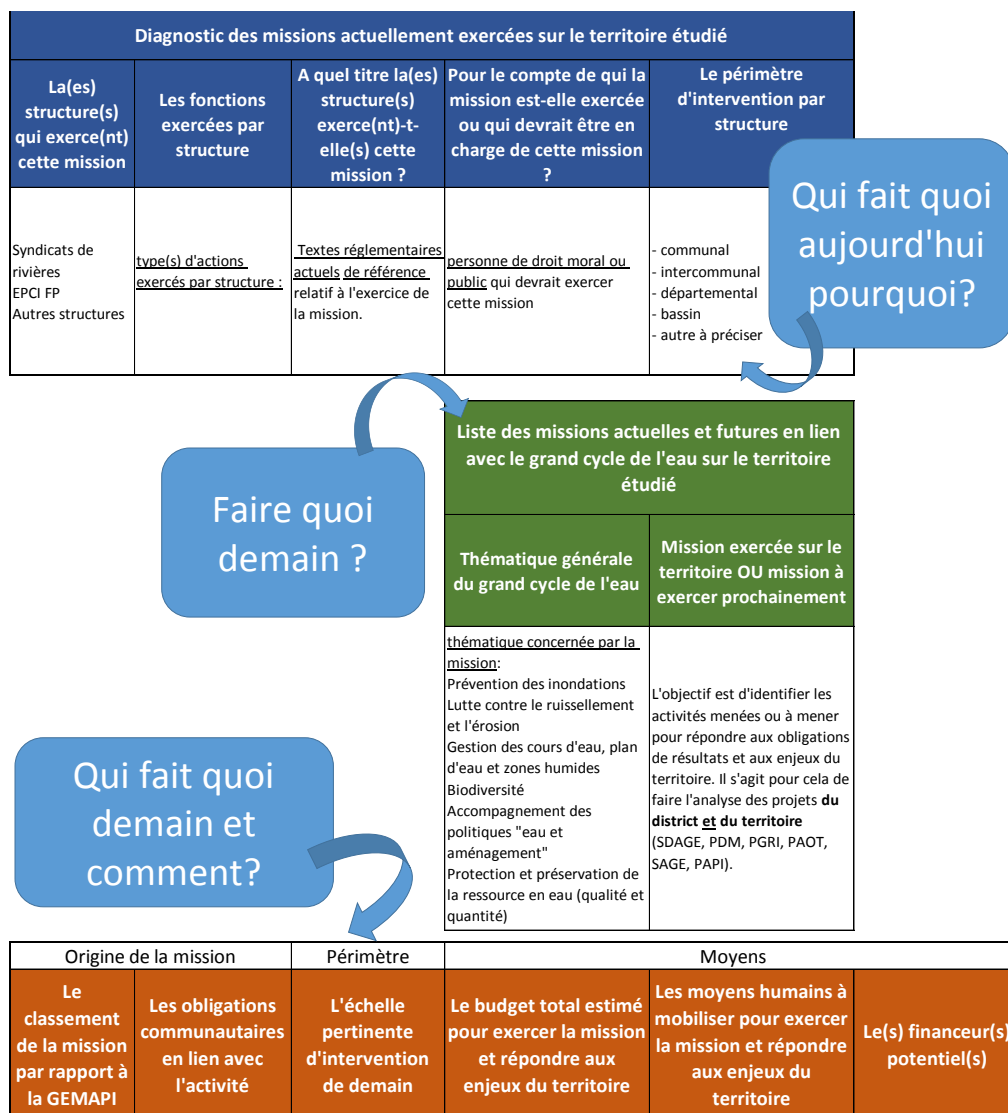 Diagnostic des missions actuellement exercées sur le territoire étudié
La(es)
structure(s)
qui exerce(nt)
cette mission
Les fonctions
exercées par
structure
A quel titre la(es)
structure(s)
exerce(nt)-t-
elle(s) cette
mission ?
Pour le compte de qui la
mission est-elle exercée
ou qui devrait être en
charge de cette mission
?
Le périmètre
d'intervention par
structure
Qui fait quoi
aujourd'hui
pourquoi?
Syndicats de
rivières
EPCI FP
Autres structures
type(s) d'actions
exercés par structure :
Textes réglementaires
actuels de référence
relatif à l'exercice de
la mission.
personne de droit moral ou
public qui devrait exercer
cette mission
- communal
- intercommunal
- départemental
- bassin
- autre à préciser
Faire quoi
demain ?
Liste des missions actuelles et futures en lien
avec le grand cycle de l'eau sur le territoire
étudié
Thématique générale
du grand cycle de l'eau
Mission exercée sur le
territoire OU mission à
exercer prochainement
thématique concernée par la
mission:
Prévention des inondations
Lutte contre le ruissellement
et l'érosion
Gestion des cours d'eau, plan
d'eau et zones humides
Biodiversité
Accompagnement des
politiques "eau et
aménagement"
Protection et préservation de
la ressource en eau (qualité et
quantité)
L'objectif est d'identifier les
activités menées ou à mener
pour répondre aux obligations
de résultats et aux enjeux du
territoire. Il s'agit pour cela de
faire l'analyse des projets du
district et du territoire
(SDAGE, PDM, PGRI, PAOT,
SAGE, PAPI).
Qui fait quoi
demain et
comment?
Origine de la mission
Périmètre
Moyens
Le
classement
de la mission
par rapport à
la GEMAPI
Les obligations
communautaires
en lien avec
l'activité
L'échelle
pertinente
d'intervention
de demain
Le budget total estimé
pour exercer la mission
et répondre aux
enjeux du territoire
Les moyens humains à
mobiliser pour exercer
la mission et répondre
aux enjeux du
territoire
Le(s) financeur(s)
potentiel(s)